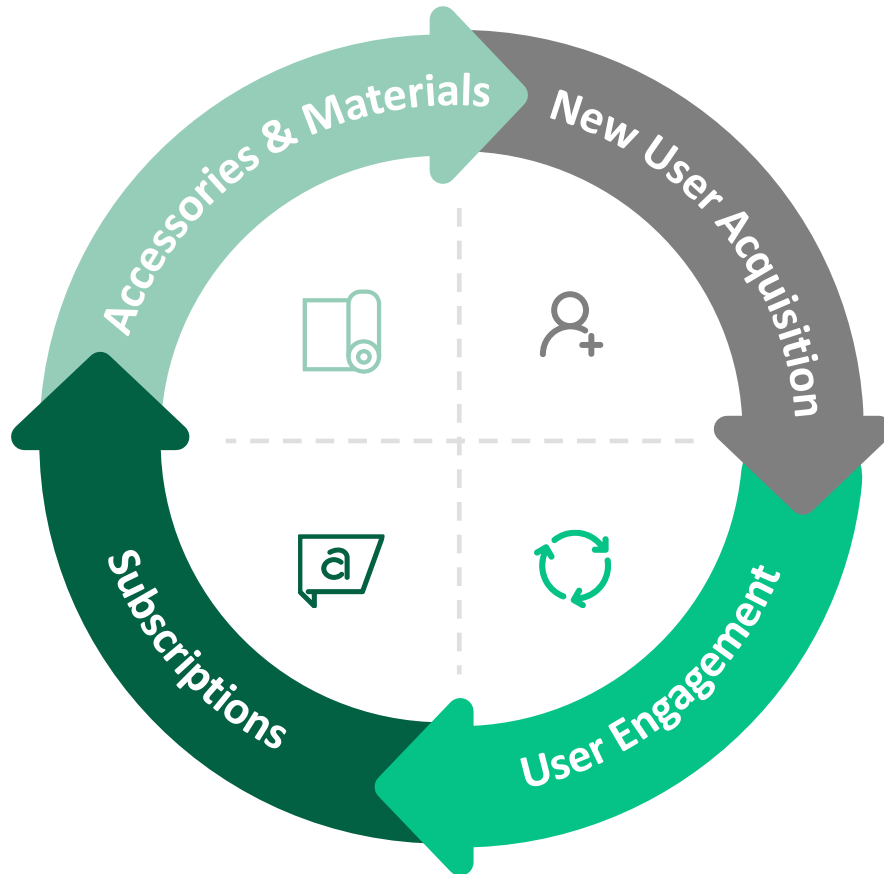 Accessories & Materials
New User Acquisition
a
Subscriptions
User Engagement